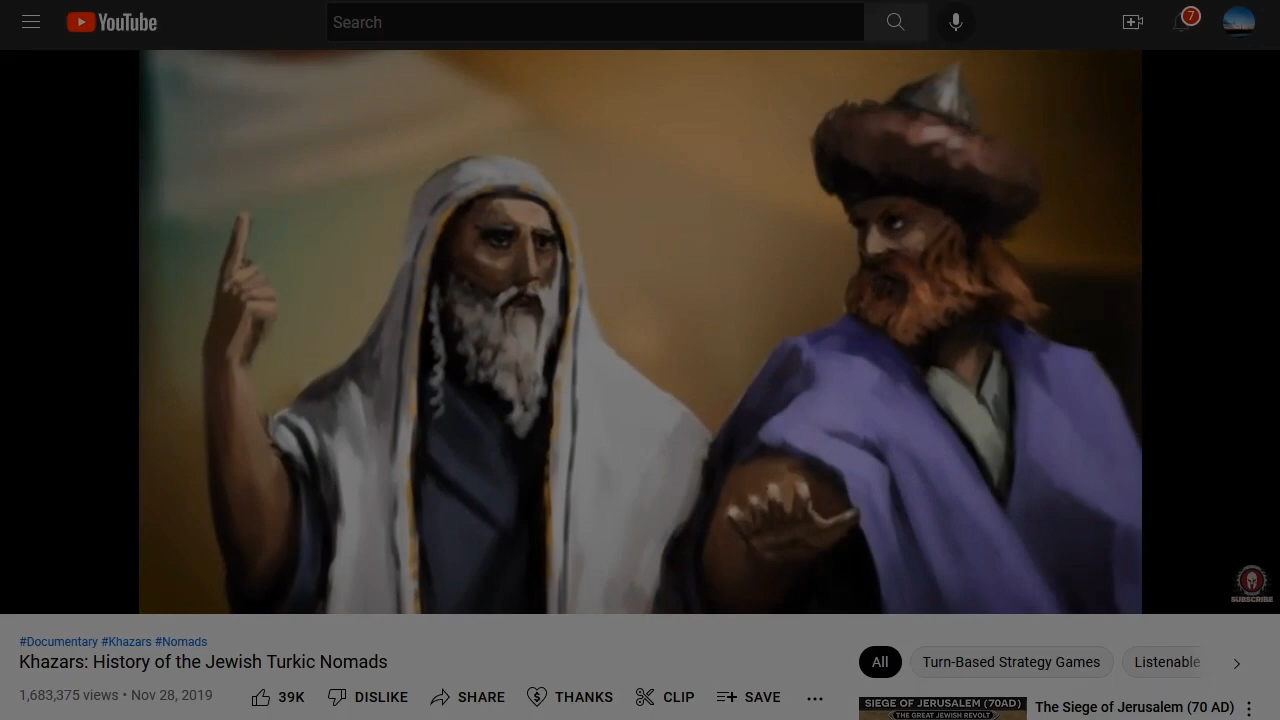 YouTube
Search
7
SUBSCRIBE
#Documentary #Khazars #Nomads
Khazars: History of the Jewish Turkic Nomads
1,683,375 views • Nov 28, 2019
39K
DISLIKE
SHARE
THANKS
CLIP
SAVE
All
Turn-Based Strategy Games
Listenable
SIEGE OF JERUSALEM (70AD)
THE GREAT JEWISH REVOLT
The Siege of Jerusalem (70 AD)